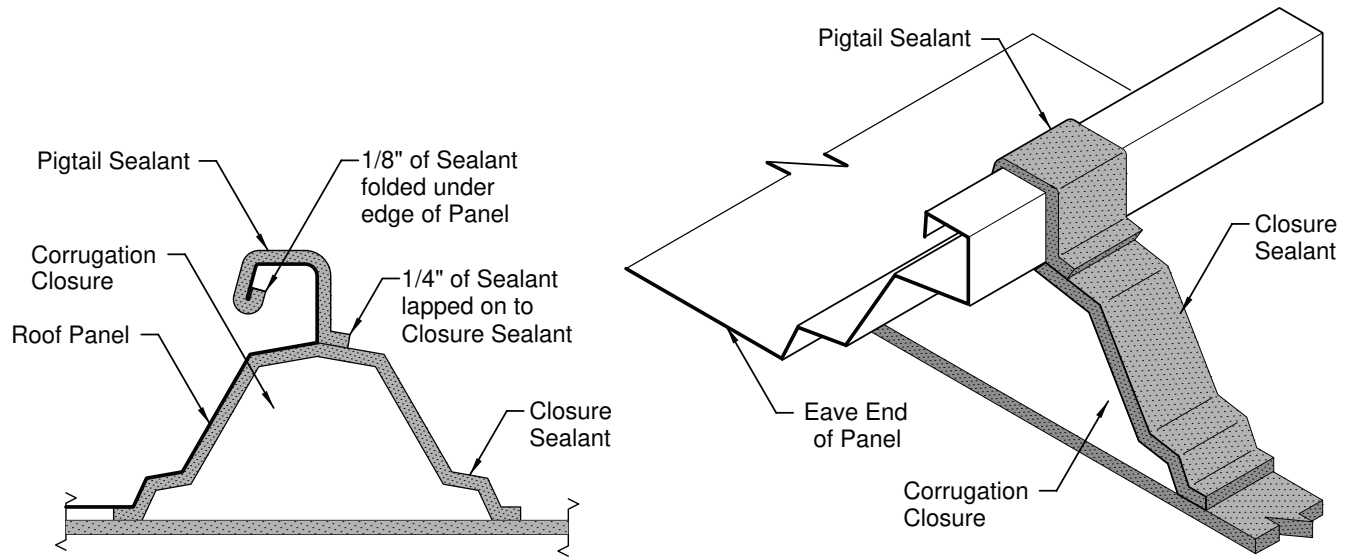 Pigtail Sealant
1/8" of Sealant
folded under
edge of Panel
Corrugation
Closure
1/4" of Sealant
lapped on to
Closure Sealant
Roof Panel
Closure
Sealant
Pigtail Sealant
Closure
Sealant
Eave End
of Panel
Corrugation
Closure